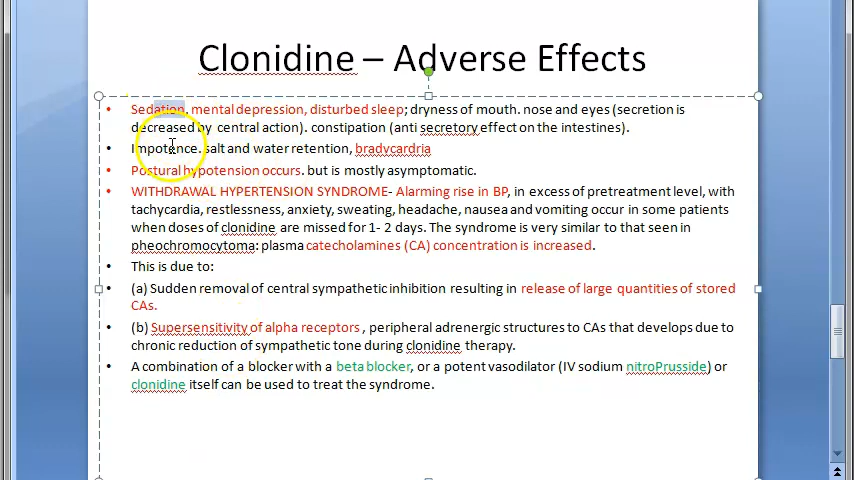 Clonidine – Adverse Effects
• Sedation. mental depression, disturbed sleep; dryness of mouth. nose and eyes (secretion is
decreased by central action). constipation (anti secretory effect on the intestines).
• Impotence. salt and water retention, bradvcardria
• Postural hypotension occurs. but is mostly asymptomatic.
• WITHDRAWAL HYPERTENSION SYNDROME- Alarming rise in BP, in excess of pretreatment level, with
tachycardia, restlessness, anxiety, sweating, headache, nausea and vomiting occur in some patients
when doses of clonidine are missed for 1- 2 days. The syndrome is very similar to that seen in
pheochromocytoma: plasma catecholamines (CA) concentration is increased.
• This is due to:
• (a) Sudden removal of central sympathetic inhibition resulting in release of large quantities of stored
CAs.
• (b) Supersensitivity of alpha receptors , peripheral adrenergic structures to CAs that develops due to
chronic reduction of sympathetic tone during clonidine therapy.
• A combination of a blocker with a beta blocker, or a potent vasodilator (IV sodium nitroPrusside) or
clonidine itself can be used to treat the syndrome.